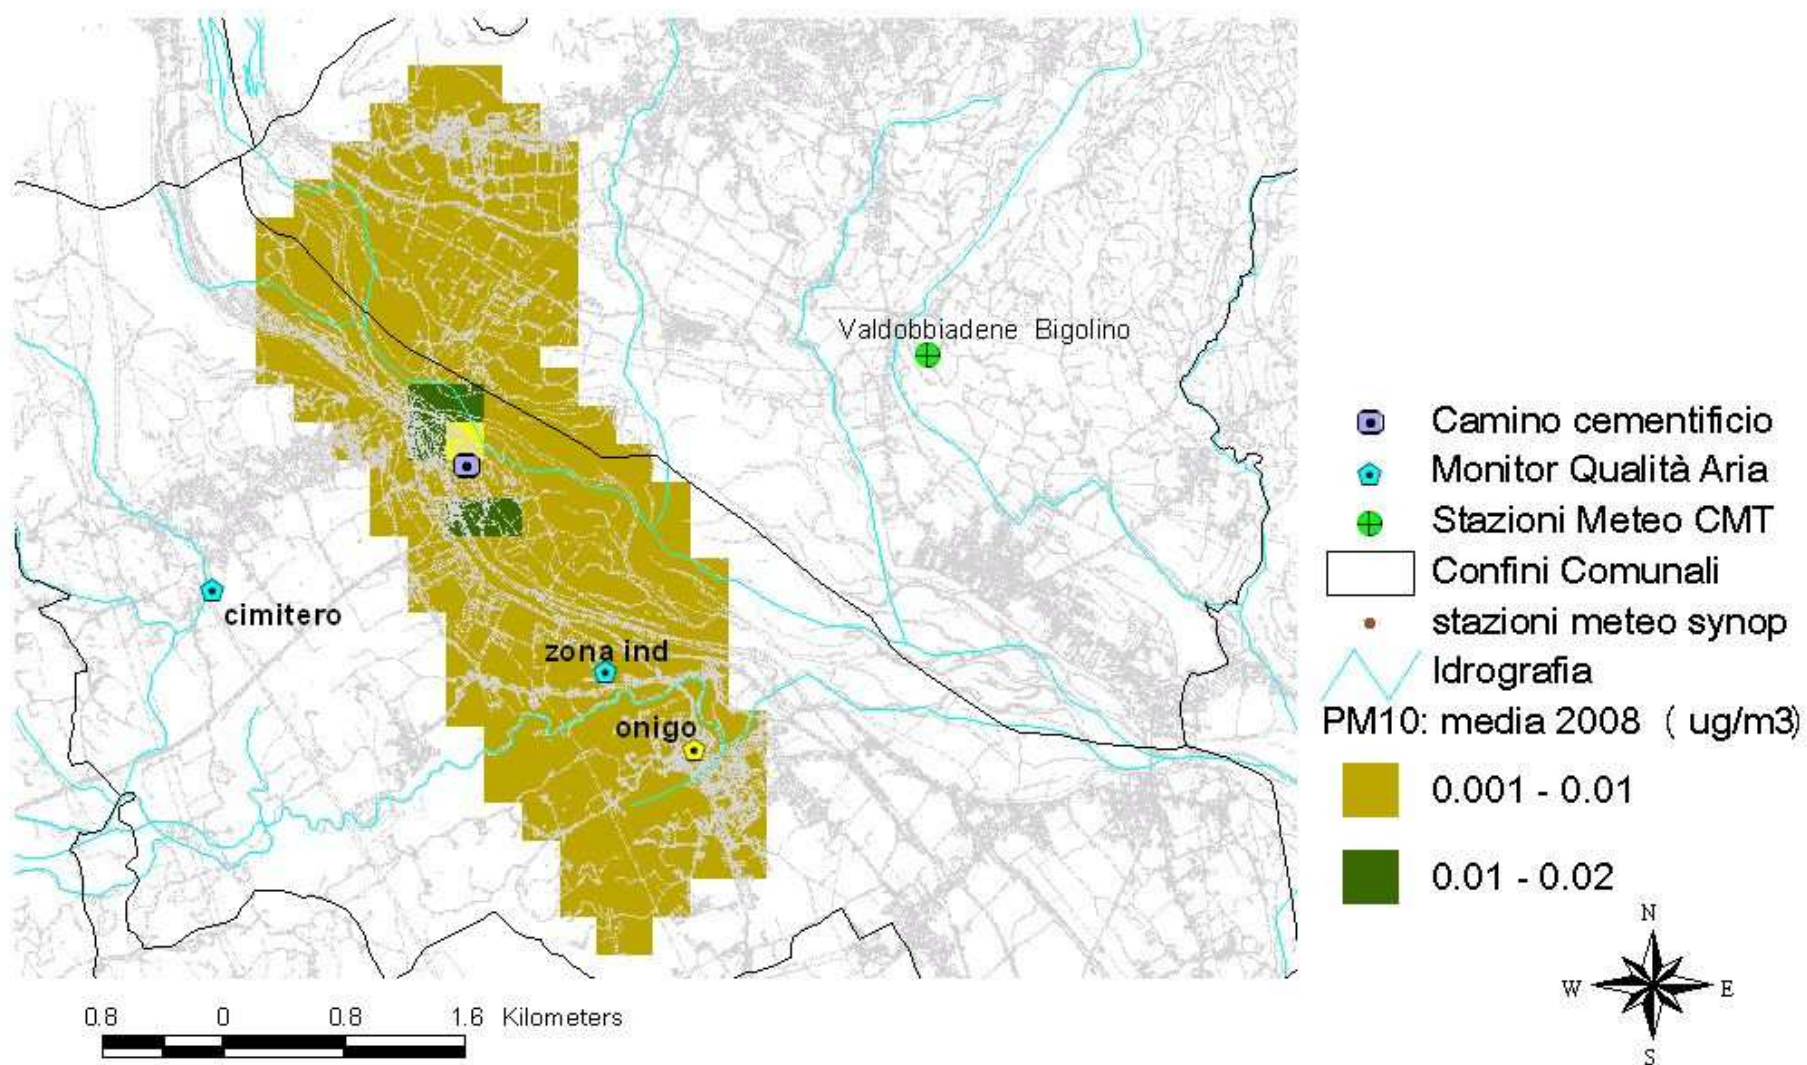 Valdobbiadene Bigolino
cimitero
zona ind
onigo
0.8 0 0.8 1.6 Kilometers
Camino cementificio
Monitor Qualità Aria
Stazioni Meteo CMT
Confini Comunali
stazioni meteo synop
Idrografia
PM10: media 2008 ( ug/m3)
0.001 - 0.01
0.01 - 0.02
N
W E
S